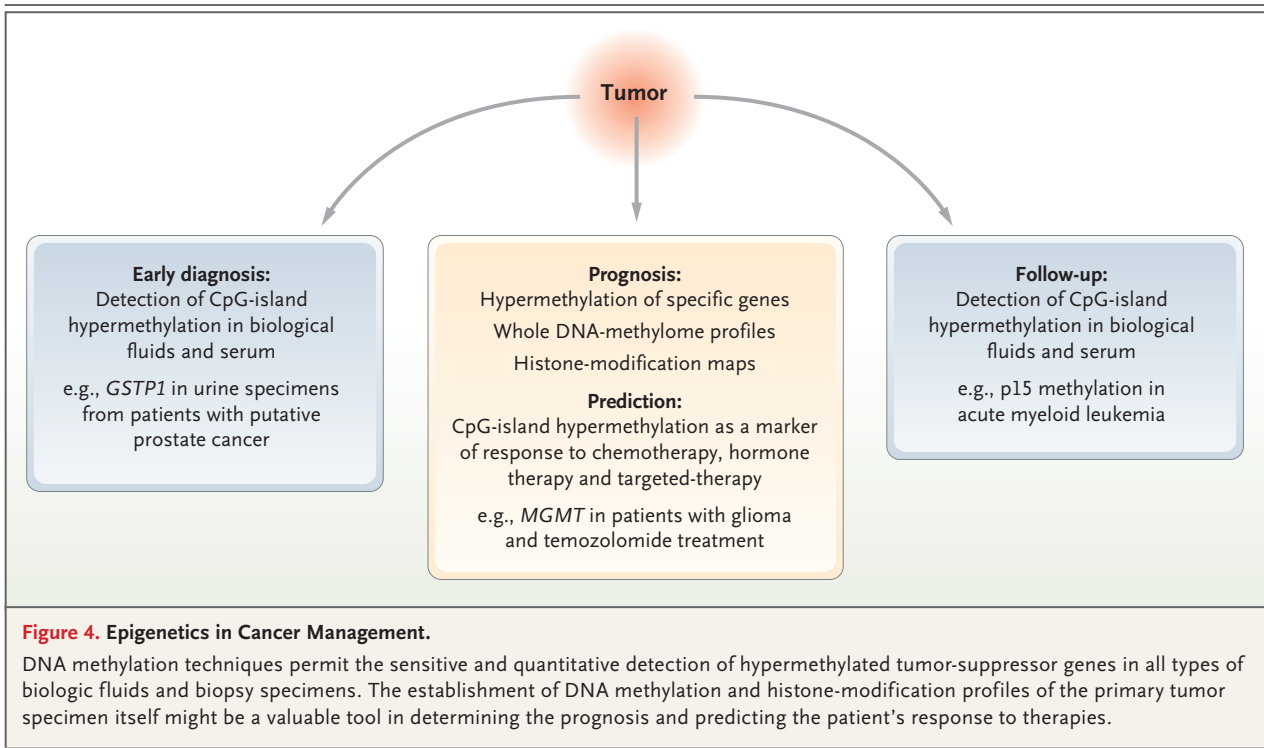 Tumor
Early diagnosis:
Detection of CpG-island
hypermethylation in biological
fluids and serum
e.g., GSTP1 in urine specimens
from patients with putative
prostate cancer
Prognosis:
Hypermethylation of specific genes
Whole DNA-methylome profiles
Histone-modification maps
Prediction:
CpG-island hypermethylation as a marker
of response to chemotherapy, hormone
therapy and targeted-therapy
e.g., MGMT in patients with glioma
and temozolomide treatment
Follow-up:
Detection of CpG-island
hypermethylation in biological
fluids and serum
e.g., p15 methylation in
acute myeloid leukemia
Figure 4. Epigenetics in Cancer Management.
DNA methylation techniques permit the sensitive and quantitative detection of hypermethylated tumor-suppressor genes in all types of
biologic fluids and biopsy specimens. The establishment of DNA methylation and histone-modification profiles of the primary tumor
specimen itself might be a valuable tool in determining the prognosis and predicting the patient’s response to therapies.